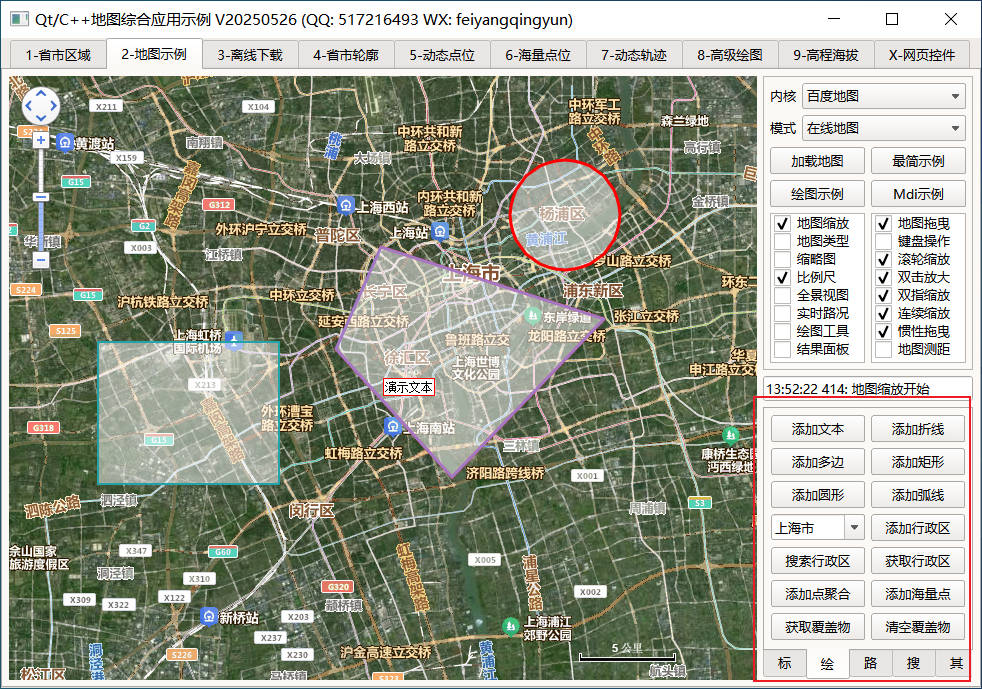 Qt/C++地图综合应用示例 V20250526 (QQ: 517216493 WX: feiyangqingyun)
1-省市区域 2-地图示例 3-离线下载 4-省市轮廓 5-动态点位 6-海量点位 7-动态轨迹 8-高级绘图 9-高程海拔 X-网页控件
X211
X104
中环军工
路立交桥
森兰绿地
中环共和新
路立交桥
黄渡站
X159
南翔镇
大场镇
高行镇
G15
内环共和新
路立交桥
金桥镇
G312
上海西站
杨浦区
G2
外环沪宁立交桥
普陀区
上海站
黄浦江
X003
江桥镇
罗山路立交桥
上海市
环东二
S224
G15
沪杭铁路立交桥
中环立交桥
长宁区
浦东新区
东岸绿道
张江立交桥
S125
延安西路立交桥
龙阳路立交桥
上海虹桥
国际机场
鲁班路立交
徐汇区
上海世博
文化公园
华夏
申江路立交
X213
演示文本
外环漕宝
路立交桥
G318
G15
上海南站
康桥生态园
沔西绿地
虹梅路立交桥
三林镇
济阳路跨线桥
X001
泗泾镇
泗陈公路
闵行区
周浦镇
S3
佘山国家
旅游度假区
X347
G60
洞泾镇
虹梅高架路
X005
浦星公路
X310
G320
颛桥镇
X002
X309
X322
X122
新桥站
X203
上海浦江
郊野公园
X237
洞泾港
S226
X230
沪金高速立交桥
黄浦江
5 公里
松江区
马桥镇
航头镇
内核 百度地图
模式 在线地图
加载地图 最简示例
绘图示例 Mdi示例
地图缩放 地图拖曳
地图类型 键盘操作
缩略图 滚轮缩放
比例尺 双击放大
全景视图 双指缩放
实时路况 连续缩放
绘图工具 惯性拖曳
结果面板 地图测距
13:52:22 414: 地图缩放开始
添加文本 添加折线
添加多边 添加矩形
添加圆形 添加弧线
上海市 添加行政区
搜索行政区 获取行政区
添加点聚合 添加海量点
获取覆盖物 清空覆盖物
标 绘 路 搜 其